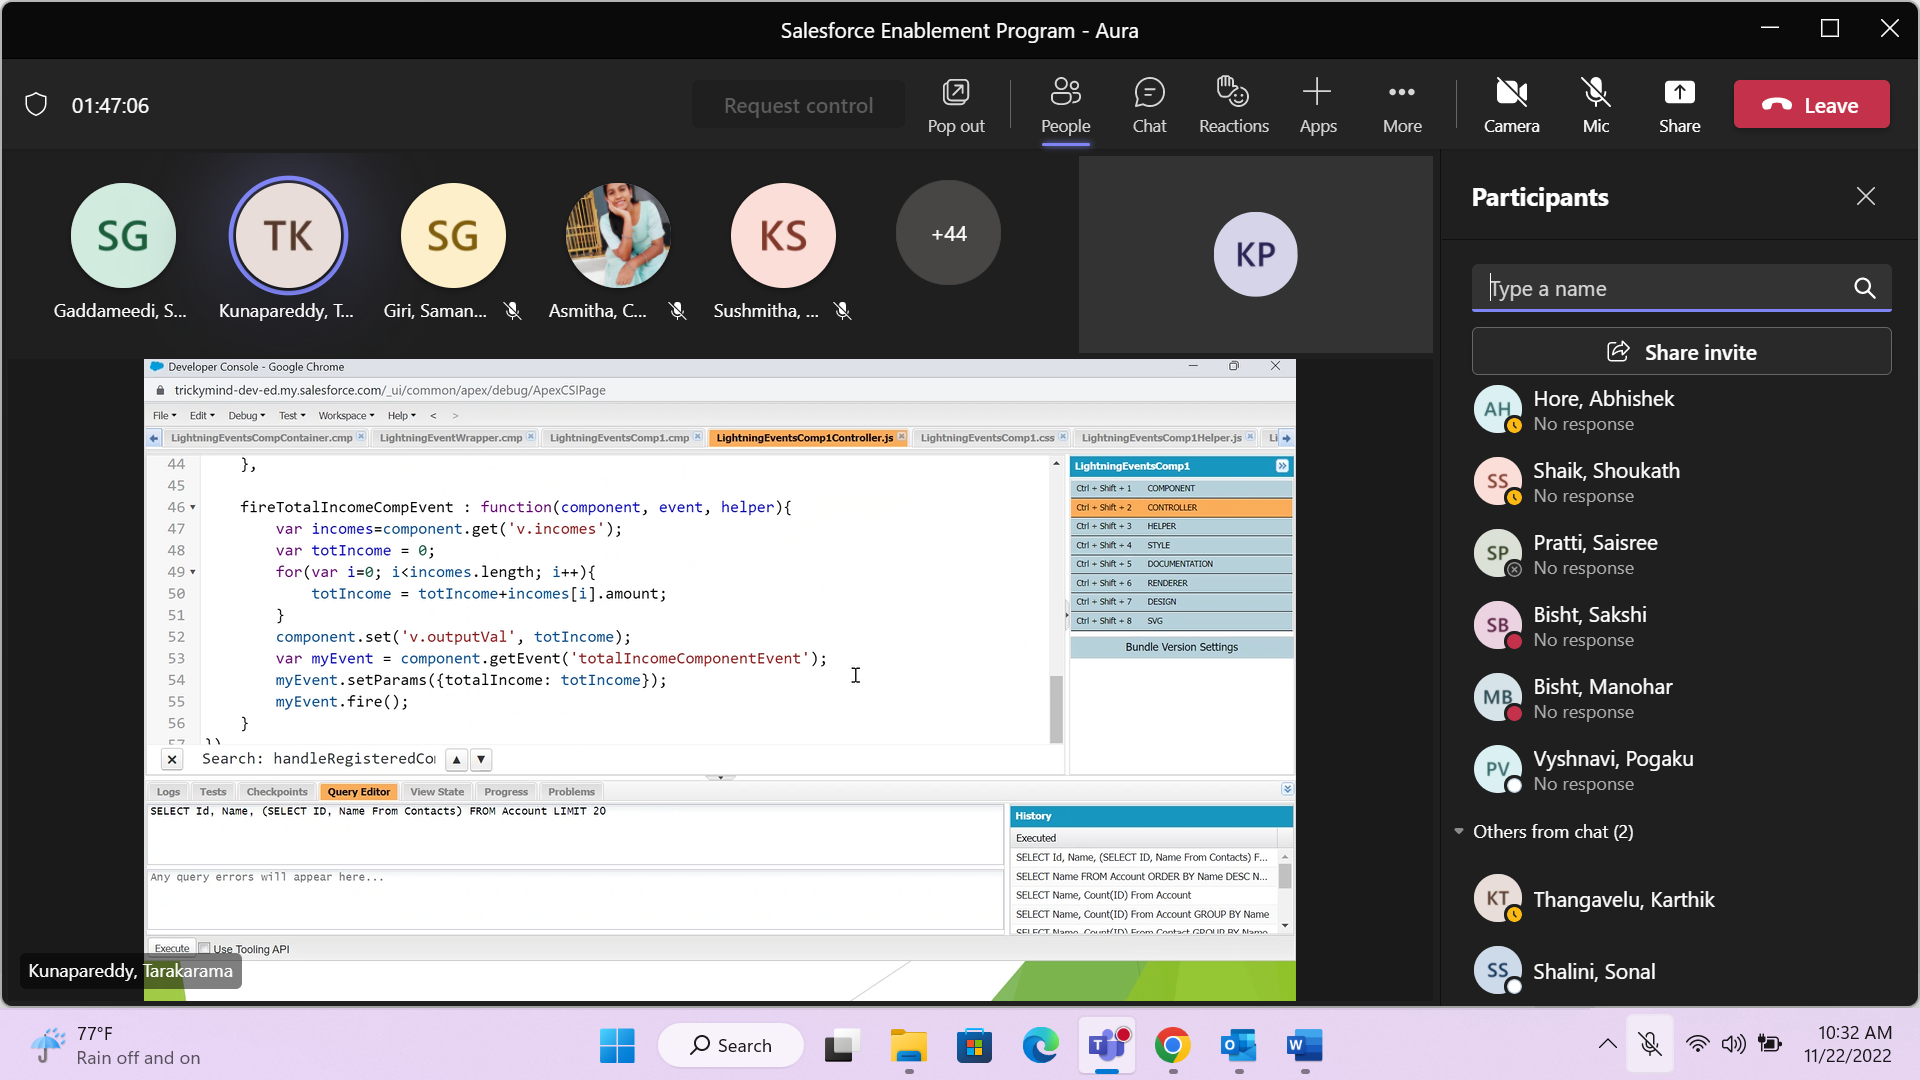 Salesforce Enablement Program - Aura
01:47:06
Request control
Pop out
People
Chat
Reactions
Apps
More
Camera
Mic
Share
Leave
SG
TK
SG
KS
+44
KP
Gaddameedi, S...
Kunapareddy, T...
Giri, Saman...
Asmitha, C...
Sushmitha, ...
Participants
Type a name
Share invite
AH
Hore, Abhishek
No response
SS
Shaik, Shoukath
No response
SP
Pratti, Saisree
No response
SB
Bisht, Sakshi
No response
MB
Bisht, Manohar
No response
PV
Vyshnavi, Pogaku
No response
Others from chat (2)
KT
Thangavelu, Karthik
SS
Shalini, Sonal
Developer Console - Google Chrome
trickymind-dev-ed.my.salesforce.com/_ui/common/apex/debug/ApexCSIPage
File Edit Debug Test Workspace Help < >
LightningEventsCompContainer.cmp LightningEventWrapper.cmp LightningEventsComp1.cmp LightningEventsComp1Controller.js LightningEventsComp1.css LightningEventsComp1Helper.js Li
44 },
45
46 fireTotalIncomeCompEvent : function(component, event, helper){
47 var incomes=component.get('v.incomes');
48 var totIncome = 0;
49 for(var i=0; i<incomes.length; i++){
50 totIncome = totIncome+incomes[i].amount;
51 }
52 component.set('v.outputVal', totIncome);
53 var myEvent = component.getEvent('totalIncomeComponentEvent');
54 myEvent.setParams({totalIncome: totIncome});
55 myEvent.fire();
56 }
57 })
Search: handleRegisteredCo
LightningEventsComp1
Ctrl + Shift + 1 COMPONENT
Ctrl + Shift + 2 CONTROLLER
Ctrl + Shift + 3 HELPER
Ctrl + Shift + 4 STYLE
Ctrl + Shift + 5 DOCUMENTATION
Ctrl + Shift + 6 RENDERER
Ctrl + Shift + 7 DESIGN
Ctrl + Shift + 8 SVG
Bundle Version Settings
Logs Tests Checkpoints Query Editor View State Progress Problems
SELECT Id, Name, (SELECT ID, Name From Contacts) FROM Account LIMIT 20
Any query errors will appear here...
History
Executed
SELECT Id, Name, (SELECT ID, Name From Contacts) F...
SELECT Name FROM Account ORDER BY Name DESC N...
SELECT Name, Count(ID) From Account
SELECT Name, Count(ID) From Account GROUP BY Name
SELECT Name, Count(ID) From Contact GROUP BY Name
Execute Use Tooling API
Kunapareddy, Tarakarama
77°F
Rain off and on
Search
10:32 AM
11/22/2022